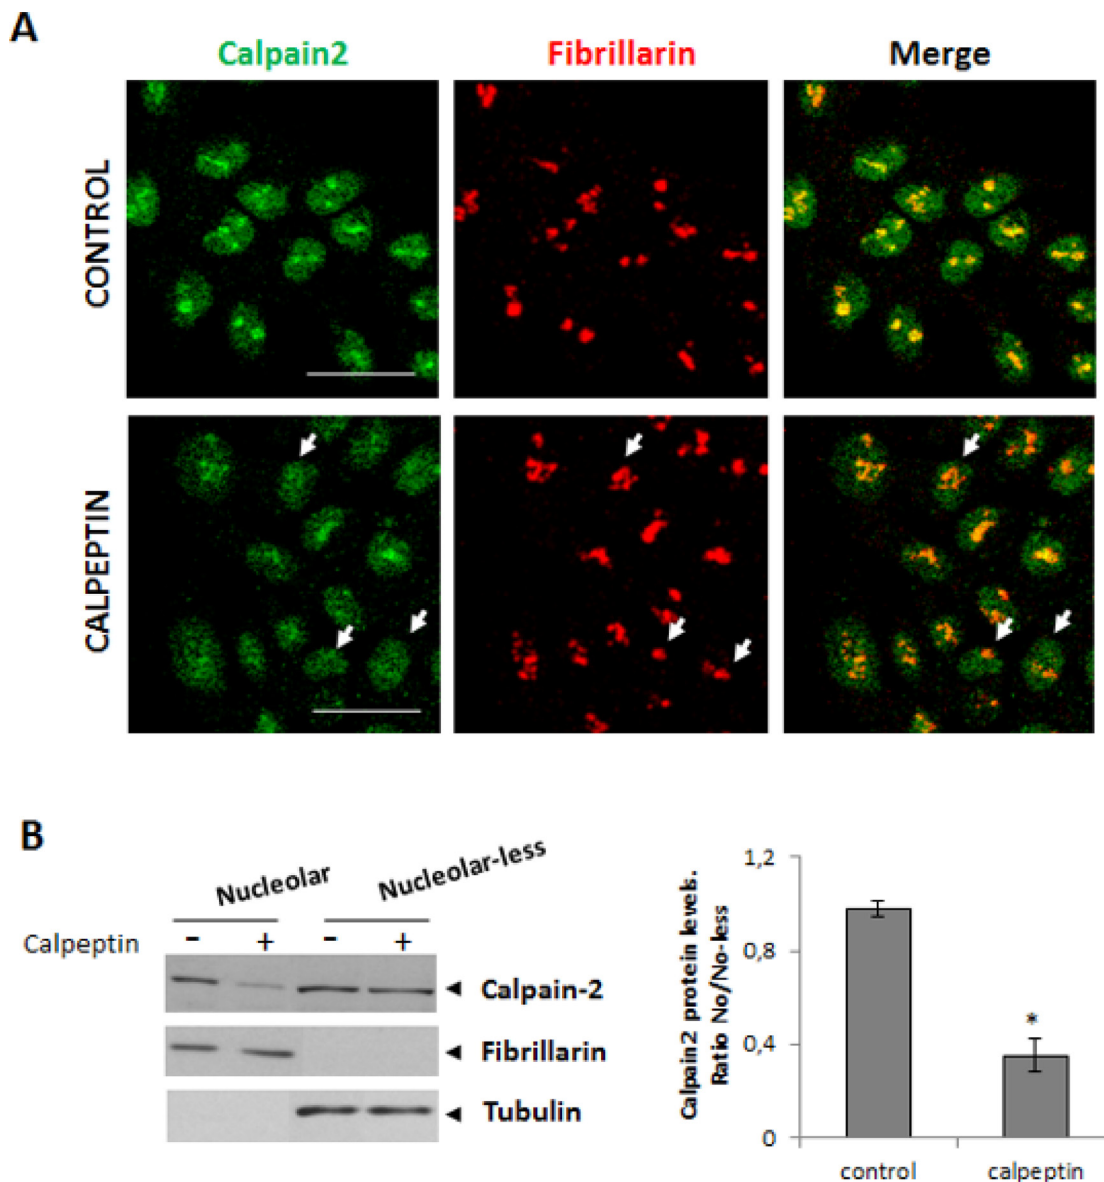 A
Calpain2 Fibrillarin Merge
CONTROL
CALPEPTIN
B
Nucleolar Nucleolar-less
Calpeptin - + - +
Calpain-2
Fibrillarin
Tubulin
Calpain2 protein levels.
Ratio No/No-less
1,2
0,8
0,4
0
*
control calpeptin